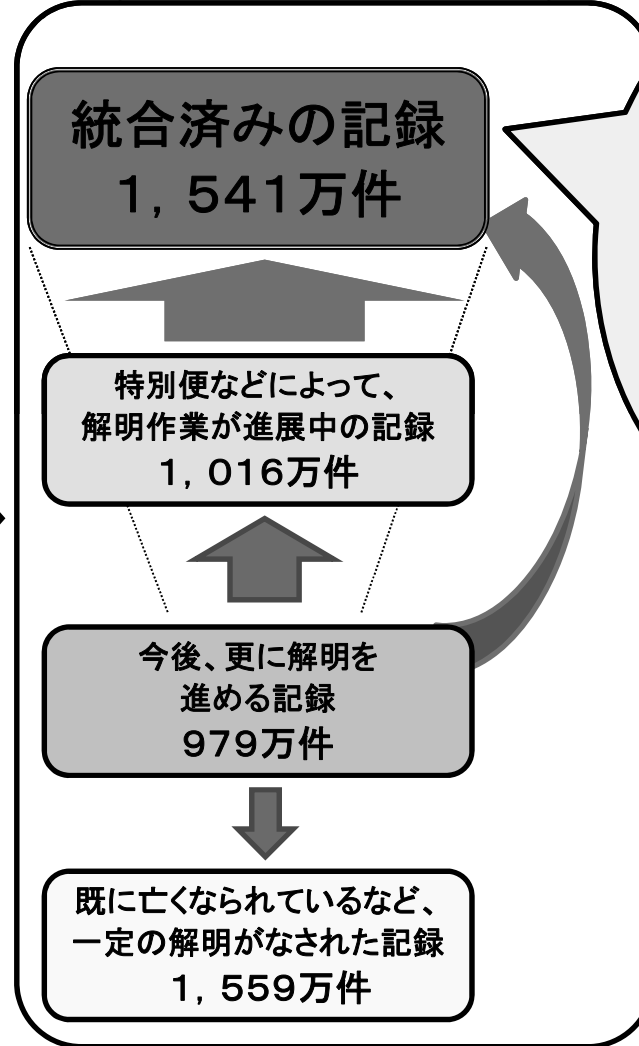 統合済みの記録
1，541万件
特別便などによって、
解明作業が進展中の記録
1，016万件
今後、更に解明を
進める記録
979万件
既に亡くなられているなど、
一定の解明がなされた記録
1，559万件